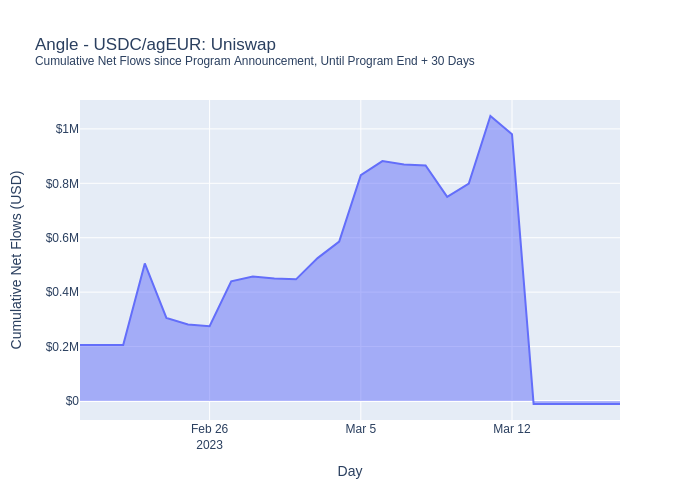 Angle - USDC/agEUR: Uniswap
Cumulative Net Flows since Program Announcement, Until Program End + 30 Days
Cumulative Net Flows (USD)
$1M
$0.8M
$0.6M
$0.4M
$0.2M
$0
Feb 26
2023
Mar 5
Mar 12
Day